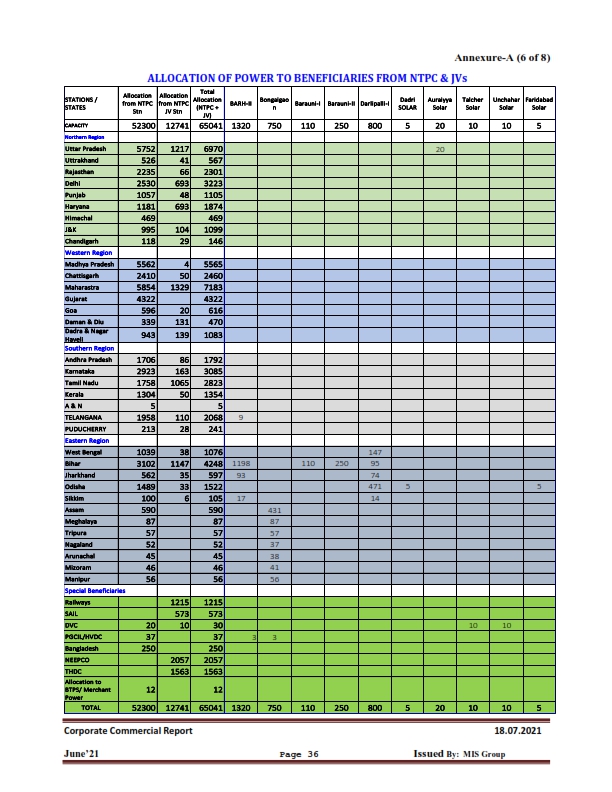 Annexure-A (6 of 8)
ALLOCATION OF POWER TO BENEFICIARIES FROM NTPC & JVs
STATIONS / STATES Allocation from NTPC Stn Allocation from NTPC JV Stn Total Allocation (NTPC + JV) BARH-II Bongaigao n Barauni-I Barauni-II Darlipalli-I Dadri SOLAR Auraiyya Solar Talcher Solar Unchahar Solar Faridabad Solar
CAPACITY 52300 12741 65041 1320 750 110 250 800 5 20 10 10 5
Northern Region
Uttar Pradesh 5752 1217 6970 20
Uttrakhand 526 41 567
Rajasthan 2235 66 2301
Delhi 2530 693 3223
Punjab 1057 48 1105
Haryana 1181 693 1874
Himachal 469 469
J&K 995 104 1099
Chandigarh 118 29 146
Western Region
Madhya Pradesh 5562 4 5565
Chattisgarh 2410 50 2460
Maharastra 5854 1329 7183
Gujarat 4322 4322
Goa 596 20 616
Daman & Diu 339 131 470
Dadra & Nagar Haveli 943 139 1083
Southern Region
Andhra Pradesh 1706 86 1792
Karnataka 2923 163 3085
Tamil Nadu 1758 1065 2823
Kerala 1304 50 1354
A & N 5 5
TELANGANA 1958 110 2068 9
PUDUCHERRY 213 28 241
Eastern Region
West Bengal 1039 38 1076 147
Bihar 3102 1147 4248 1198 110 250 95
Jharkhand 562 35 597 93 74
Odisha 1489 33 1522 471 5 5
Sikkim 100 6 105 17 14
Assam 590 590 431
Meghalaya 87 87 87
Tripura 57 57 57
Nagaland 52 52 37
Arunachal 45 45 38
Mizoram 46 46 41
Manipur 56 56 56
Special Beneficiaries
Railways 1215 1215
SAIL 573 573
DVC 20 10 30 10 10
PGCIL/HVDC 37 37 3 3
Bangladesh 250 250
NEEPCO 2057 2057
THDC 1563 1563
Allocation to BTPS/ Merchant Power 12 12
TOTAL 52300 12741 65041 1320 750 110 250 800 5 20 10 10 5
Corporate Commercial Report 18.07.2021
June'21 Page 36 Issued By: MIS Group